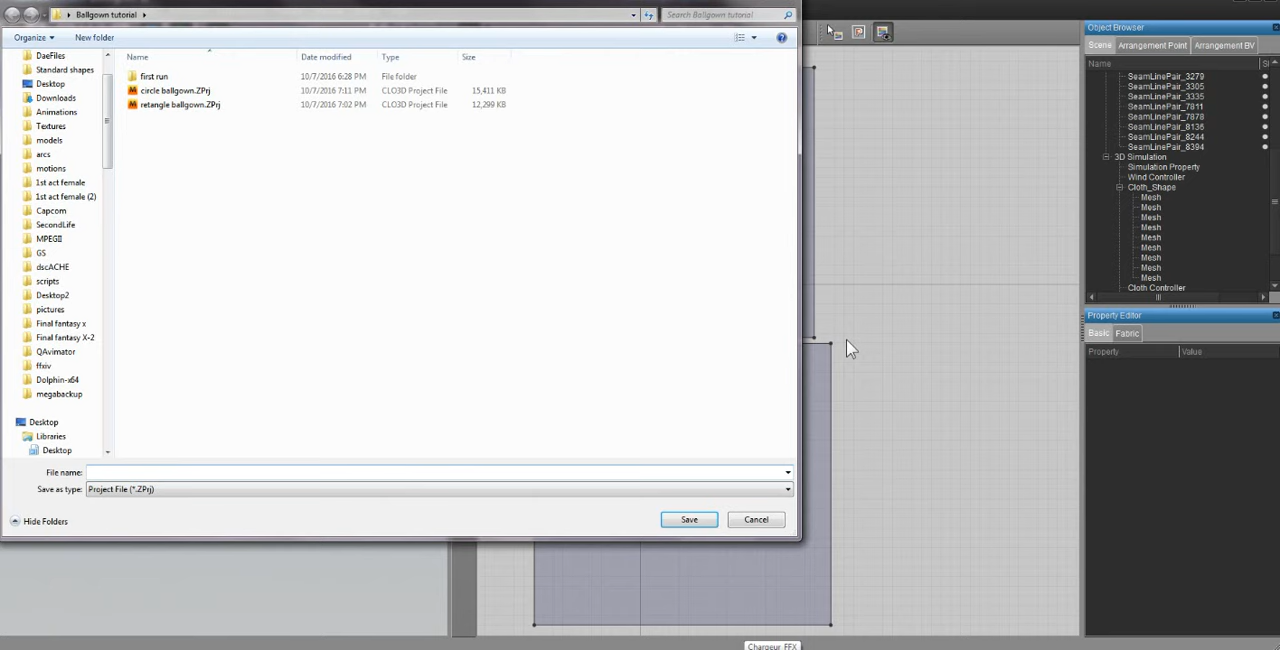 Ballgown tutorial
Search Ballgown tutorial
Organize
New folder
Name
Date modified
Type
Size
first run
10/7/2016 6:28 PM
File folder
circle ballgown.ZPrj
10/7/2016 7:11 PM
CLO3D Project File
15,411 KB
retangle ballgown.ZPrj
10/7/2016 7:02 PM
CLO3D Project File
12,299 KB
DaeFiles
Standard shapes
Desktop
Downloads
Animations
Textures
models
arcs
motions
1st act female
1st act female (2)
Capcom
SecondLife
MPEGII
GS
dscACHE
scripts
Desktop2
pictures
Final fantasy x
Final fantasy X-2
QAvimator
ffxiv
Dolphin-x64
megabackup
Desktop
Libraries
Desktop
File name:
Save as type:
Project File (*.ZPrj)
Hide Folders
Save
Cancel
Chargeur FFX
Object Browser
Scene
Arrangement Point
Arrangement BV
Name
SeamLinePair_3279
SeamLinePair_3305
SeamLinePair_3335
SeamLinePair_7811
SeamLinePair_7878
SeamLinePair_8136
SeamLinePair_8244
SeamLinePair_8394
3D Simulation
Simulation Property
Wind Controller
Cloth_Shape
Mesh
Mesh
Mesh
Mesh
Mesh
Mesh
Mesh
Mesh
Mesh
Cloth Controller
Property Editor
Basic
Fabric
Property
Value